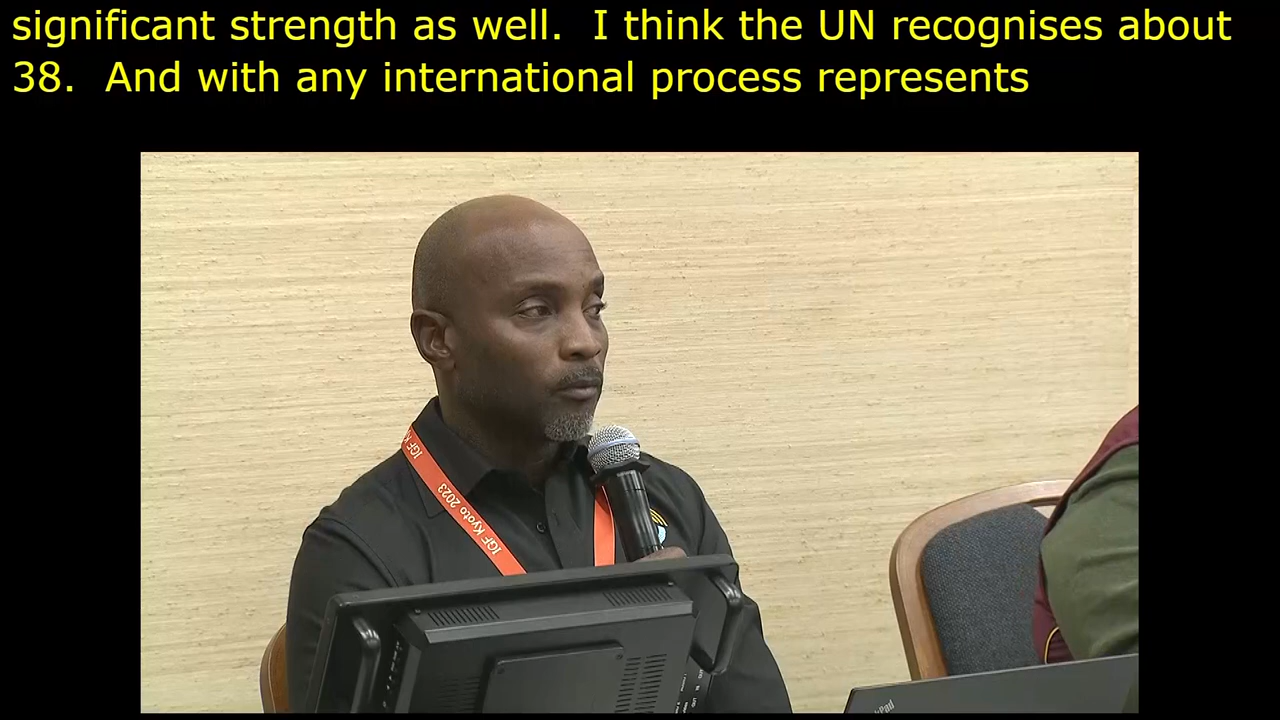 significant strength as well.  I think the UN recognises about
38.  And with any international process represents
IGF K
IGF Kyoto 2023